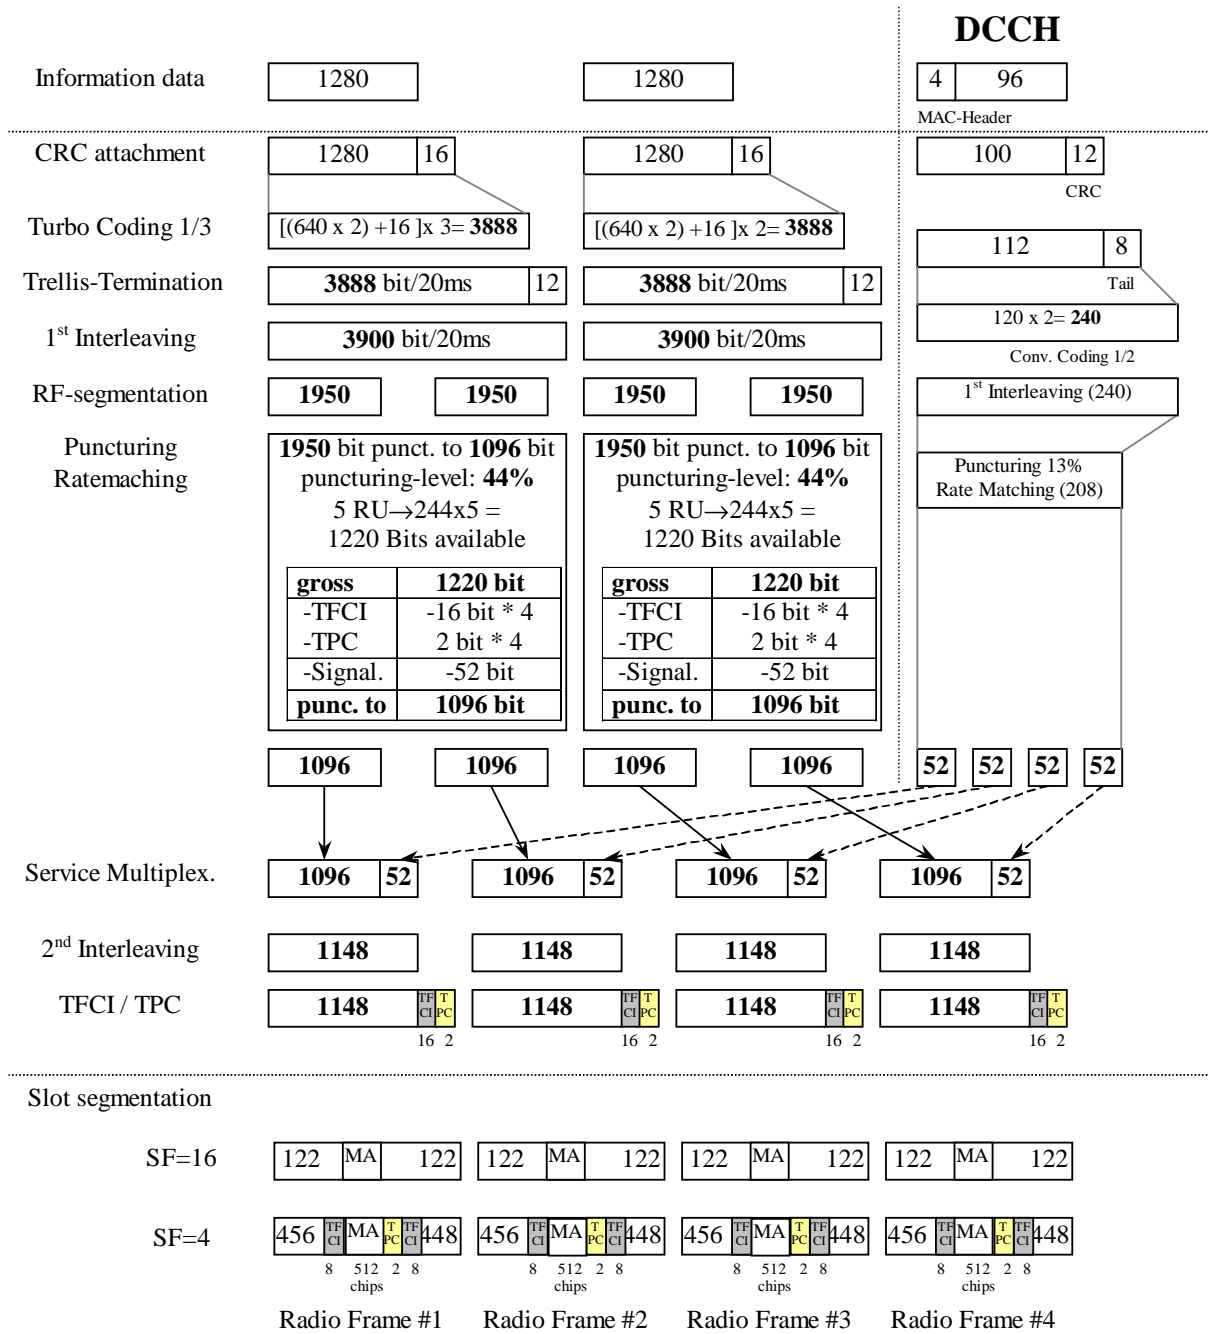 DCCH
Information data 1280 1280 4 96
MAC-Header
CRC attachment 1280 16 1280 16 100 12
CRC
Turbo Coding 1/3 [(640 x 2) +16 ]x 3= 3888 [(640 x 2) +16 ]x 2= 3888
112 8
Trellis-Termination 3888 bit/20ms 12 3888 bit/20ms 12 Tail
120 x 2= 240
1st Interleaving 3900 bit/20ms 3900 bit/20ms
Conv. Coding 1/2
RF-segmentation 1950 1950 1950 1950 1st Interleaving (240)
Puncturing 1950 bit punct. to 1096 bit 1950 bit punct. to 1096 bit
Ratemaching puncturing-level: 44% puncturing-level: 44% Puncturing 13%
Rate Matching (208)
5 RU→244x5 = 5 RU→244x5 =
1220 Bits available 1220 Bits available
gross 1220 bit gross 1220 bit
-TFCI -16 bit * 4 -TFCI -16 bit * 4
-TPC 2 bit * 4 -TPC 2 bit * 4
-Signal. -52 bit -Signal. -52 bit
punc. to 1096 bit punc. to 1096 bit
1096 1096 1096 1096 52 52 52 52
Service Multiplex. 1096 52 1096 52 1096 52 1096 52
2nd Interleaving 1148 1148 1148 1148
TFCI / TPC 1148 TF CI T PC 1148 TF CI T PC 1148 TF CI T PC 1148 TF CI T PC
16 2 16 2 16 2 16 2
Slot segmentation
SF=16 122 MA 122 122 MA 122 122 MA 122 122 MA 122
SF=4 456 TF CI MA T PC TF CI 448 456 TF CI MA T PC TF CI 448 456 TF CI MA T PC TF CI 448 456 TF CI MA T PC TF CI 448
8 512 2 8 8 512 2 8 8 512 2 8 8 512 2 8
chips chips chips chips
Radio Frame #1 Radio Frame #2 Radio Frame #3 Radio Frame #4